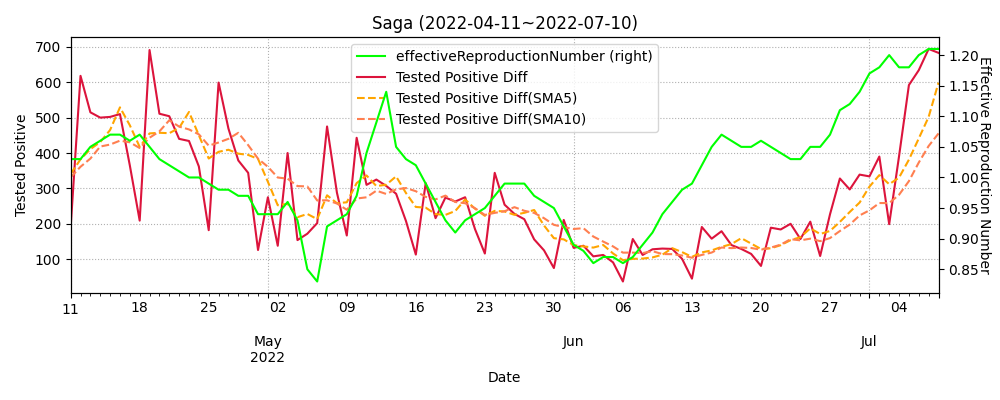 Saga (2022-04-11~2022-07-10)
effectiveReproductionNumber (right)
Tested Positive Diff
Tested Positive Diff(SMA5)
Tested Positive Diff(SMA10)
Tested Positive
700
600
500
400
300
200
100
1.20
1.15
1.10
1.05
1.00
0.95
0.90
0.85
Effective Reproduction Number
11 18 25 02 09 16 23 30 06 13 20 27 04
May Jun Jul
2022
Date